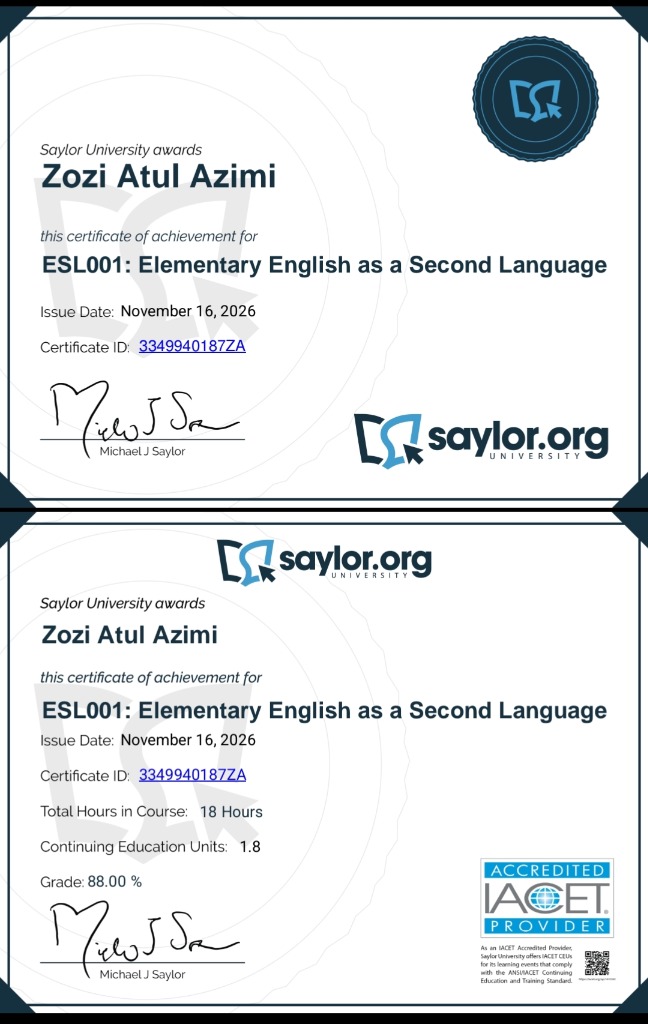 Saylor University awards
Zozi Atul Azimi
this certificate of achievement for
ESL001: Elementary English as a Second Language
Issue Date: November 16, 2026
Certificate ID: 3349940187ZA
Michael J Saylor
saylor.org
UNIVERSITY
saylor.org
UNIVERSITY
Saylor University awards
Zozi Atul Azimi
this certificate of achievement for
ESL001: Elementary English as a Second Language
Issue Date: November 16, 2026
Certificate ID: 3349940187ZA
Total Hours in Course: 18 Hours
Continuing Education Units: 1.8
Grade: 88.00 %
Michael J Saylor
ACCREDITED
IACET
PROVIDER
As an IACET Accredited Provider,
Saylor University offers IACET CEUs
for its learning events that comply
with the ANSI/IACET Continuing
Education and Training Standard.